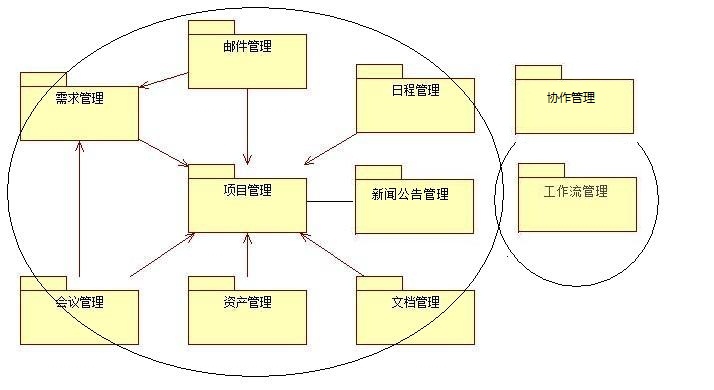 邮件管理
需求管理
日程管理
协作管理
项目管理
新闻公告管理
工作流管理
会议管理
资产管理
文档管理